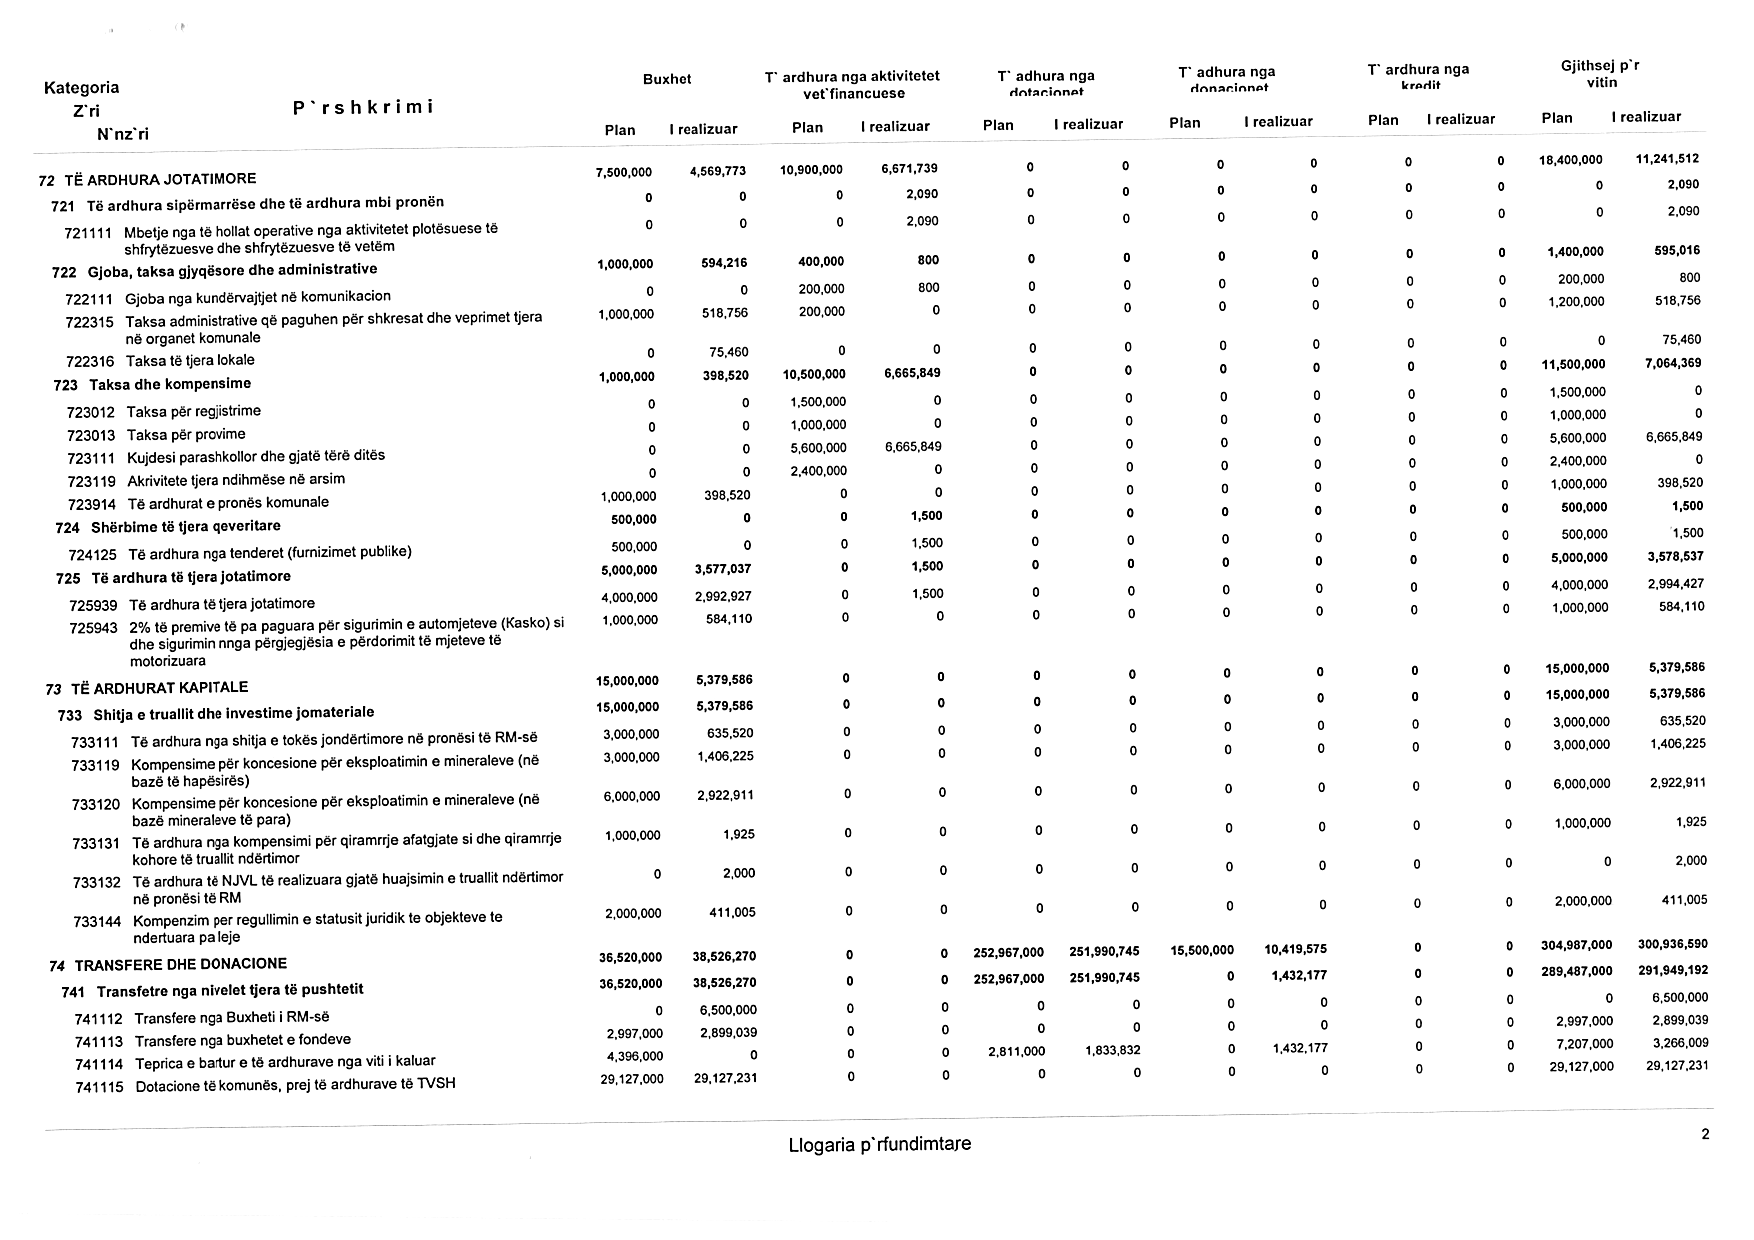 Kategoria Z`ri N`nz`ri P`rshkrimi Buxhet T` ardhura nga aktivitetet vet`financuese T` adhura nga dotacionet T` adhura nga donacionet T` ardhura nga kredit Gjithsej p`r vitin
Plan I realizuar Plan I realizuar Plan I realizuar Plan I realizuar Plan I realizuar Plan I realizuar
72 TË ARDHURA JOTATIMORE 7,500,000 4,569,773 10,900,000 6,671,739 0 0 0 0 0 0 18,400,000 11,241,512
721 Të ardhura sipërmarrëse dhe të ardhura mbi pronën 0 0 0 2,090 0 0 0 0 0 0 0 2,090
721111 Mbetje nga të hollat operative nga aktivitetet plotësuese të 0 0 0 2,090 0 0 0 0 0 0 0 2,090
shfrytëzuesve dhe shfrytëzuesve të vetëm
722 Gjoba, taksa gjyqësore dhe administrative 1,000,000 594,216 400,000 800 0 0 0 0 0 0 1,400,000 595,016
722111 Gjoba nga kundërvajtjet në komunikacion 0 0 200,000 800 0 0 0 0 0 0 200,000 800
722315 Taksa administrative që paguhen për shkresat dhe veprimet tjera 1,000,000 518,756 200,000 0 0 0 0 0 0 0 1,200,000 518,756
në organet komunale
722316 Taksa të tjera lokale 0 75,460 0 0 0 0 0 0 0 0 0 75,460
723 Taksa dhe kompensime 1,000,000 398,520 10,500,000 6,665,849 0 0 0 0 0 0 11,500,000 7,064,369
723012 Taksa për regjistrime 0 0 1,500,000 0 0 0 0 0 0 0 1,500,000 0
723013 Taksa për provime 0 0 1,000,000 0 0 0 0 0 0 0 1,000,000 0
723111 Kujdesi parashkollor dhe gjatë tërë ditës 0 0 5,600,000 6,665,849 0 0 0 0 0 0 5,600,000 6,665,849
723119 Akrivitete tjera ndihmëse në arsim 0 0 2,400,000 0 0 0 0 0 0 0 2,400,000 0
723914 Të ardhurat e pronës komunale 1,000,000 398,520 0 0 0 0 0 0 0 0 1,000,000 398,520
724 Shërbime të tjera qeveritare 500,000 0 0 1,500 0 0 0 0 0 0 500,000 1,500
724125 Të ardhura nga tenderet (furnizimet publike) 500,000 0 0 1,500 0 0 0 0 0 0 500,000 1,500
725 Të ardhura të tjera jotatimore 5,000,000 3,577,037 0 1,500 0 0 0 0 0 0 5,000,000 3,578,537
725939 Të ardhura të tjera jotatimore 4,000,000 2,992,927 0 1,500 0 0 0 0 0 0 4,000,000 2,994,427
725943 2% të premive të pa paguara për sigurimin e automjeteve (Kasko) si 1,000,000 584,110 0 0 0 0 0 0 0 0 1,000,000 584,110
dhe sigurimin nnga përgjegjësia e përdorimit të mjeteve të
motorizuara
73 TË ARDHURAT KAPITALE 15,000,000 5,379,586 0 0 0 0 0 0 0 0 15,000,000 5,379,586
733 Shitja e truallit dhe investime jomateriale 15,000,000 5,379,586 0 0 0 0 0 0 0 0 15,000,000 5,379,586
733111 Të ardhura nga shitja e tokës jondërtimore në pronësi të RM-së 3,000,000 635,520 0 0 0 0 0 0 0 0 3,000,000 635,520
733119 Kompensime për koncesione për eksploatimin e mineraleve (në 3,000,000 1,406,225 0 0 0 0 0 0 0 0 3,000,000 1,406,225
bazë të hapësirës)
733120 Kompensime për koncesione për eksploatimin e mineraleve (në 6,000,000 2,922,911 0 0 0 0 0 0 0 0 6,000,000 2,922,911
bazë mineraleve të para)
733131 Të ardhura nga kompensimi për qiramrrje afatgjate si dhe qiramrrje 1,000,000 1,925 0 0 0 0 0 0 0 0 1,000,000 1,925
kohore të truallit ndërtimor
733132 Të ardhura të NJVL të realizuara gjatë huajsimin e truallit ndërtimor 0 2,000 0 0 0 0 0 0 0 0 0 2,000
në pronësi të RM
733144 Kompenzim per regullimin e statusit juridik te objekteve te 2,000,000 411,005 0 0 0 0 0 0 0 0 2,000,000 411,005
ndertuara pa leje
74 TRANSFERE DHE DONACIONE 36,520,000 38,526,270 0 0 252,967,000 251,990,745 15,500,000 10,419,575 0 0 304,987,000 300,936,590
741 Transfetre nga nivelet tjera të pushtetit 36,520,000 38,526,270 0 0 252,967,000 251,990,745 0 1,432,177 0 0 289,487,000 291,949,192
741112 Transfere nga Buxheti i RM-së 0 6,500,000 0 0 0 0 0 0 0 0 0 6,500,000
741113 Transfere nga buxhetet e fondeve 2,997,000 2,899,039 0 0 0 0 0 0 0 0 2,997,000 2,899,039
741114 Teprica e bartur e të ardhurave nga viti i kaluar 4,396,000 0 0 0 2,811,000 1,833,832 0 1,432,177 0 0 7,207,000 3,266,009
741115 Dotacione të komunës, prej të ardhurave të TVSH 29,127,000 29,127,231 0 0 0 0 0 0 0 0 29,127,000 29,127,231
Llogaria p`rfundimtare 2